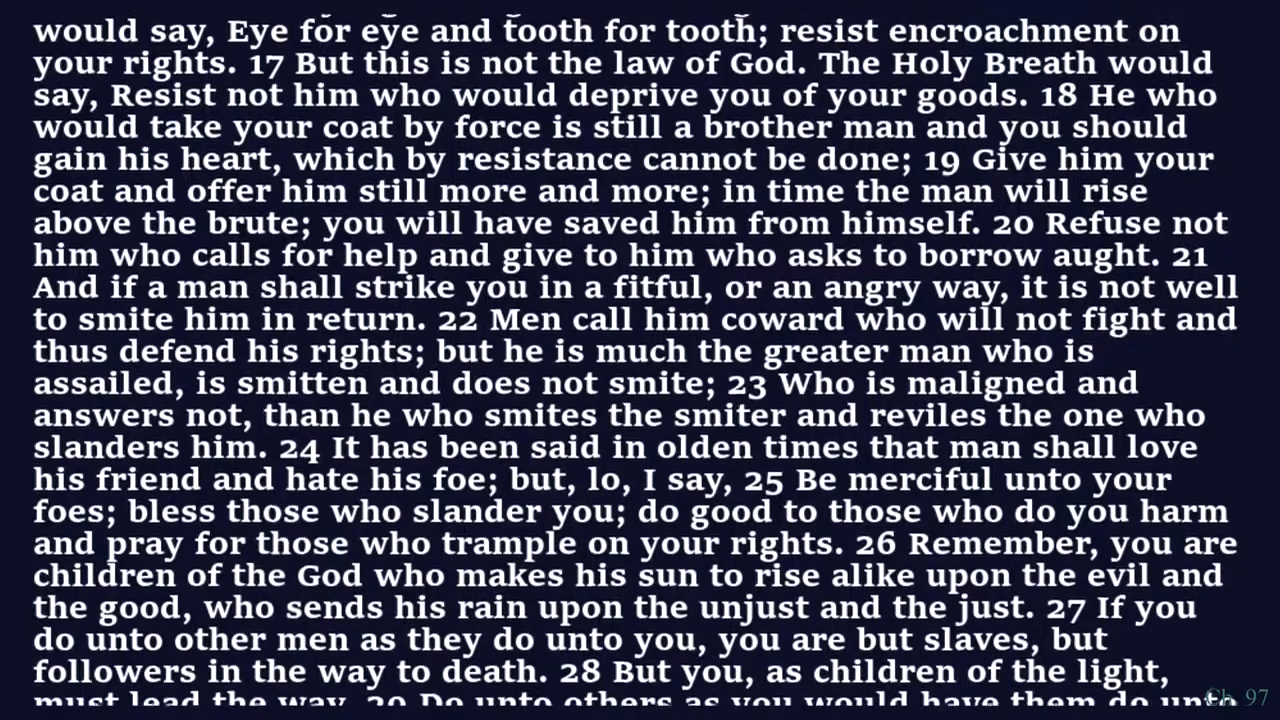 would say, Eye for eye and tooth for tooth; resist encroachment on
your rights. 17 But this is not the law of God. The Holy Breath would
say, Resist not him who would deprive you of your goods. 18 He who
would take your coat by force is still a brother man and you should
gain his heart, which by resistance cannot be done; 19 Give him your
coat and offer him still more and more; in time the man will rise
above the brute; you will have saved him from himself. 20 Refuse not
him who calls for help and give to him who asks to borrow aught. 21
And if a man shall strike you in a fitful, or an angry way, it is not well
to smite him in return. 22 Men call him coward who will not fight and
thus defend his rights; but he is much the greater man who is
assailed, is smitten and does not smite; 23 Who is maligned and
answers not, than he who smites the smiter and reviles the one who
slanders him. 24 It has been said in olden times that man shall love
his friend and hate his foe; but, lo, I say, 25 Be merciful unto your
foes; bless those who slander you; do good to those who do you harm
and pray for those who trample on your rights. 26 Remember, you are
children of the God who makes his sun to rise alike upon the evil and
the good, who sends his rain upon the unjust and the just. 27 If you
do unto other men as they do unto you, you are but slaves, but
followers in the way to death. 28 But you, as children of the light,
must lead the way. 29 Do unto others as you would have them do unto
Ch. 97